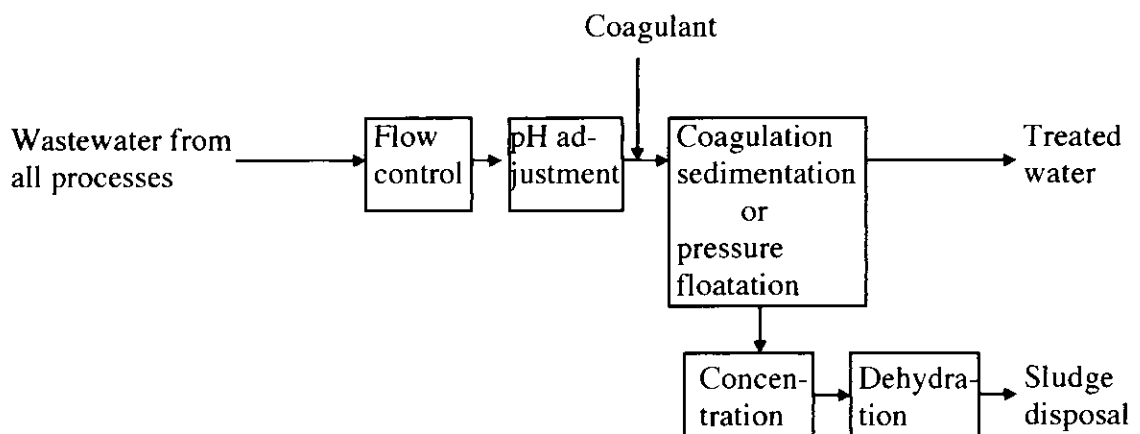 Coagulant
Wastewater from
all processes
Flow
control
pH ad-
justment
Coagulation
sedimentation
or
pressure
floatation
Treated
water
Concen-
tration
Dehydra-
tion
Sludge
disposal